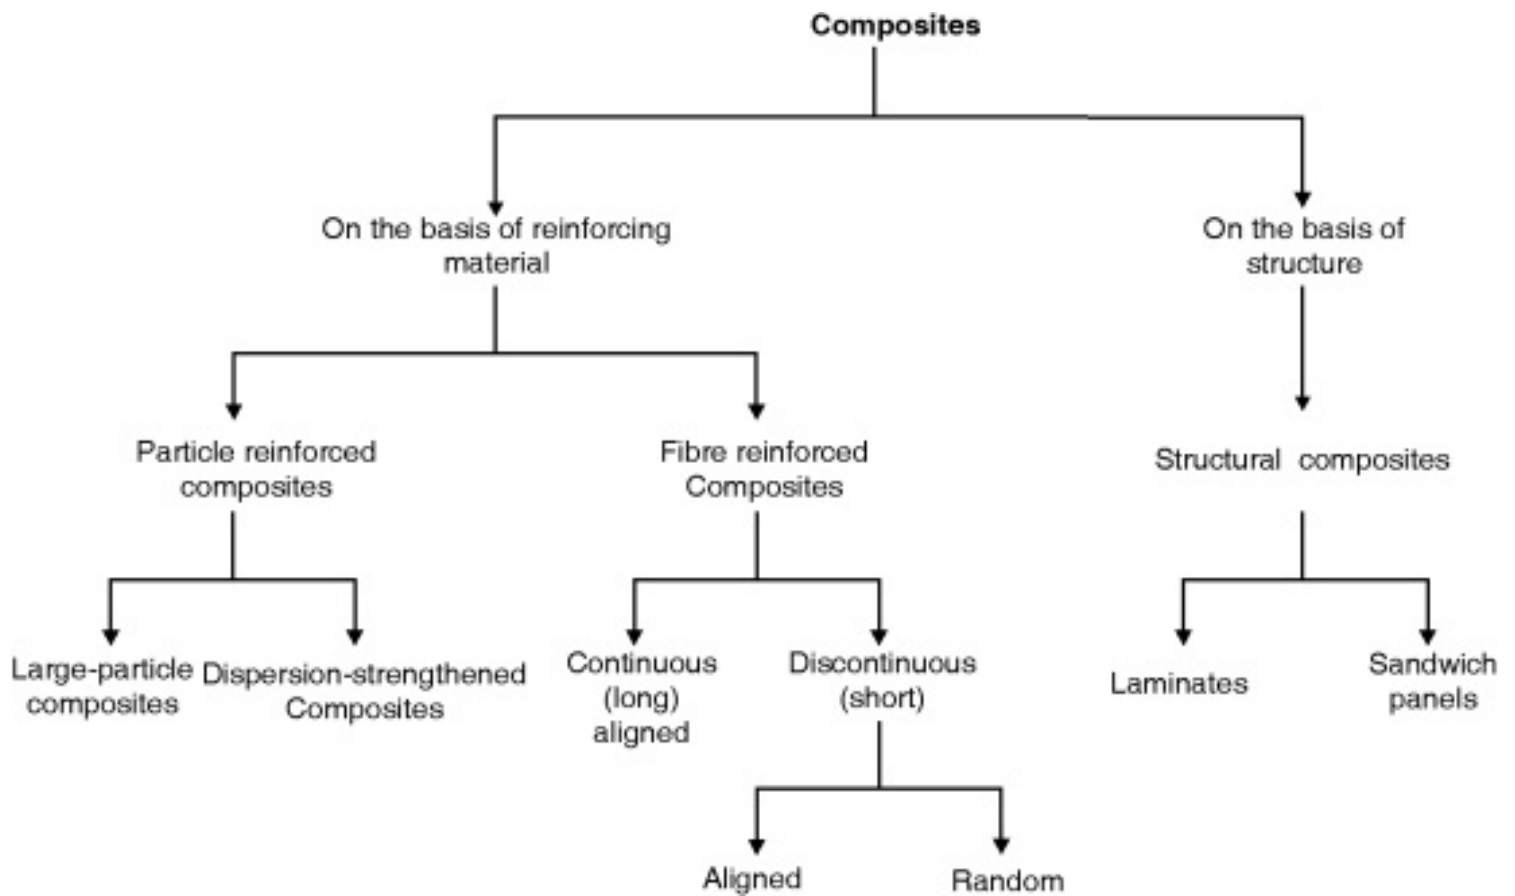 Composites
On the basis of reinforcing
material
On the basis of
structure
Particle reinforced
composites
Fibre reinforced
Composites
Structural composites
Large-particle
composites
Dispersion-strengthened
Composites
Continuous
(long)
aligned
Discontinuous
(short)
Laminates
Sandwich
panels
Aligned
Random